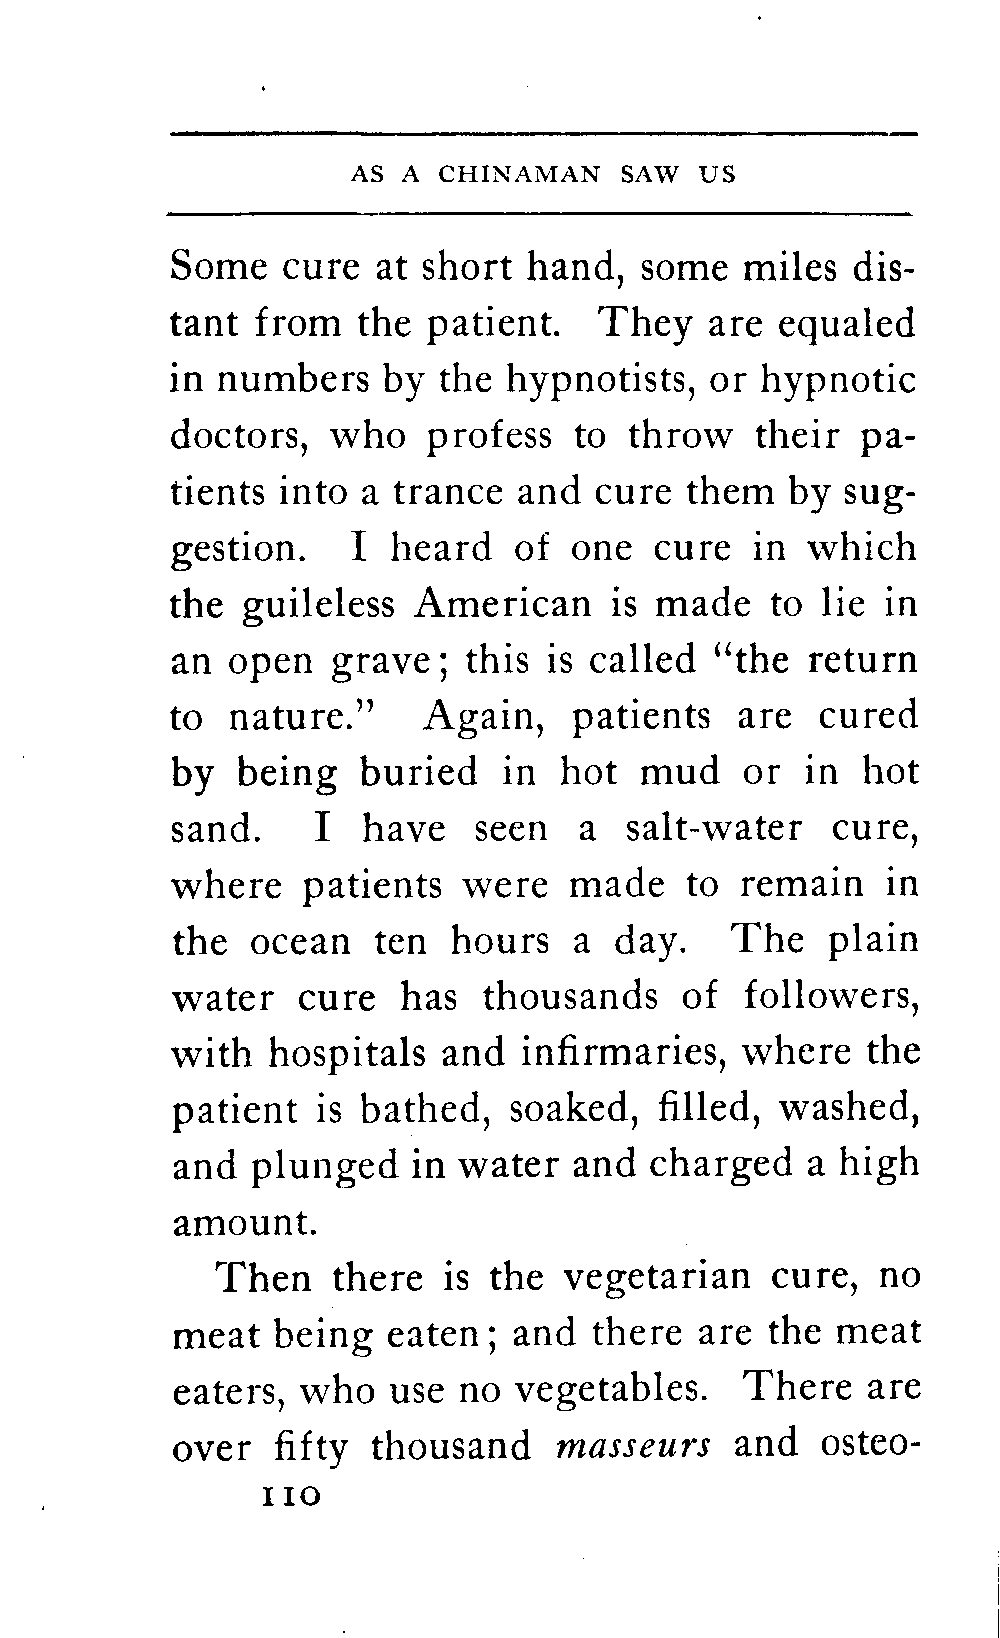 AS A CHINAMAN SAW US
Some cure at short hand, some miles dis-
tant from the patient. They are equaled
in numbers by the hypnotists, or hypnotic
doctors, who profess to throw their pa-
tients into a trance and cure them by sug-
gestion. I heard of one cure in which
the guileless American is made to lie in
an open grave; this is called "the return
to nature." Again, patients are cured
by being buried in hot mud or in hot
sand. I have seen a salt-water cure,
where patients were made to remain in
the ocean ten hours a day. The plain
water cure has thousands of followers,
with hospitals and infirmaries, where the
patient is bathed, soaked, filled, washed,
and plunged in water and charged a high
amount.
Then there is the vegetarian cure, no
meat being eaten; and there are the meat
eaters, who use no vegetables. There are
over fifty thousand masseurs and osteo-
110